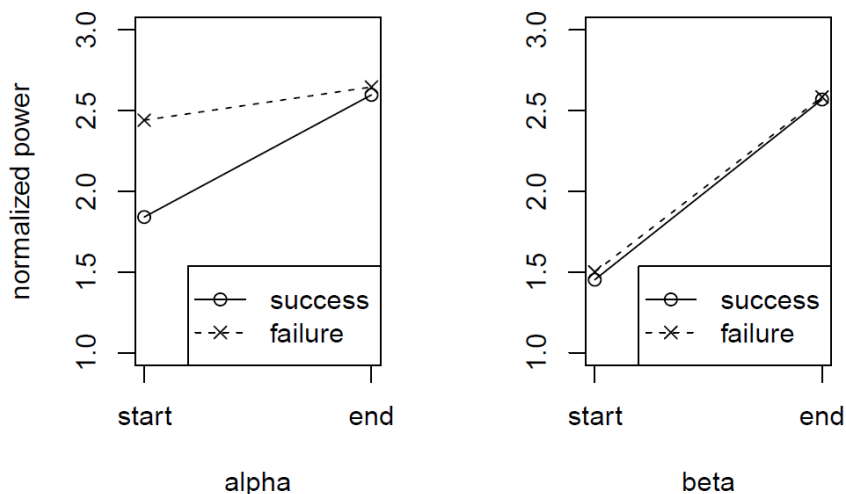 normalized power
3.0
2.5
2.0
1.5
1.0
success
failure
start end
alpha
3.0
2.5
2.0
1.5
1.0
success
failure
start end
beta